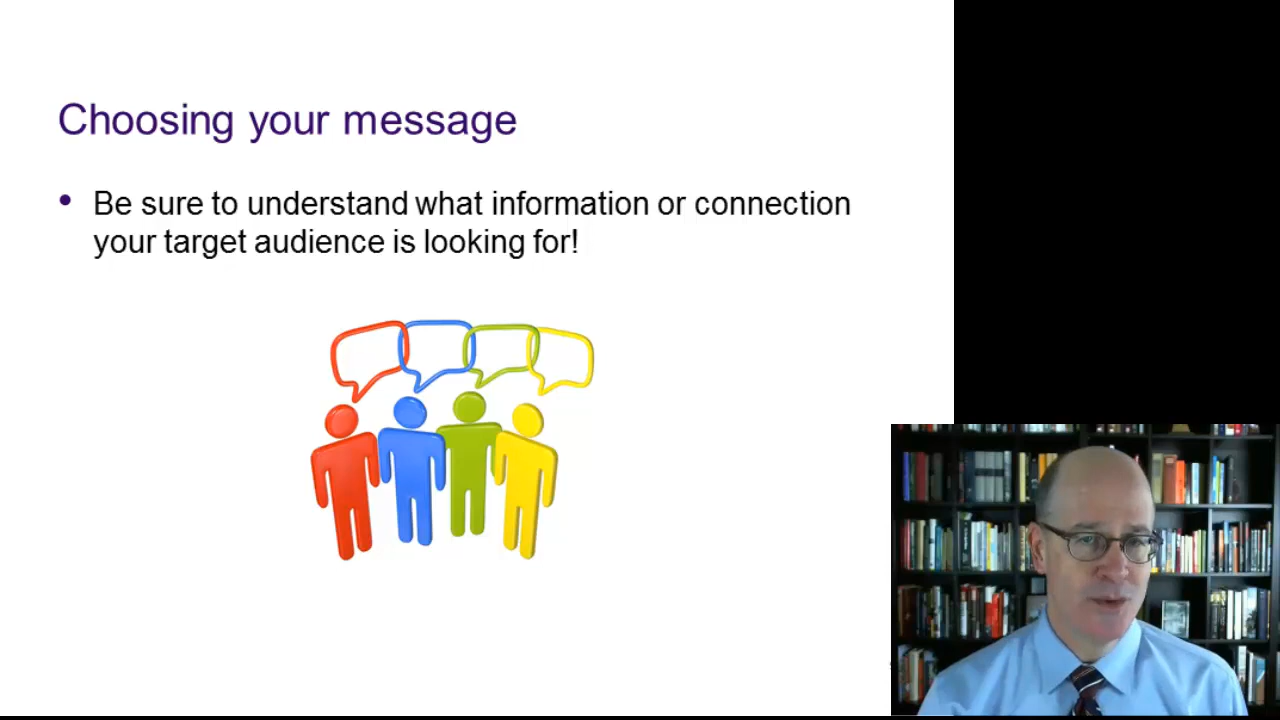 Choosing your message
• Be sure to understand what information or connection
your target audience is looking for!